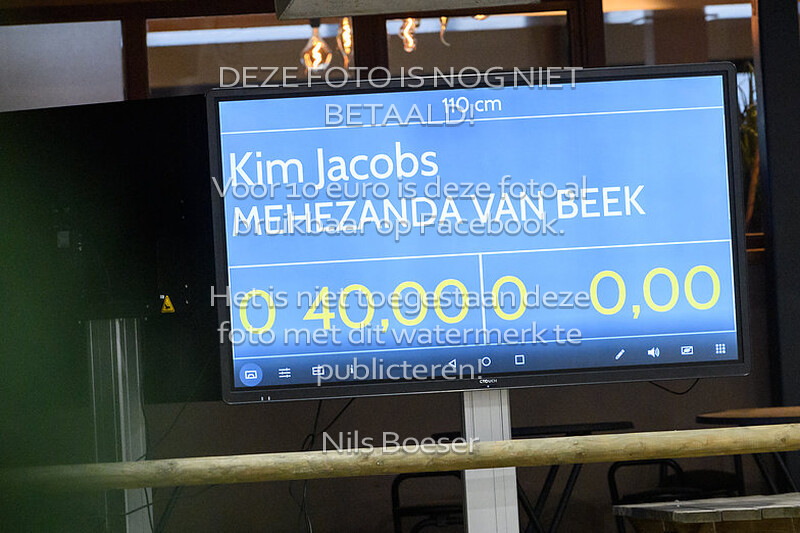 DEZE FOTO IS NOG NIET
BETAALD!
110 cm
Kim Jacobs
Voor 10 euro is deze foto al
MEHEZANDA VAN BEEK
bruikbaar op Facebook.
Het is niet toegestaan deze
0 40,00 0 0,00
foto met dit watermerk te
publiceren!
CTOUCH
Nils Boeser